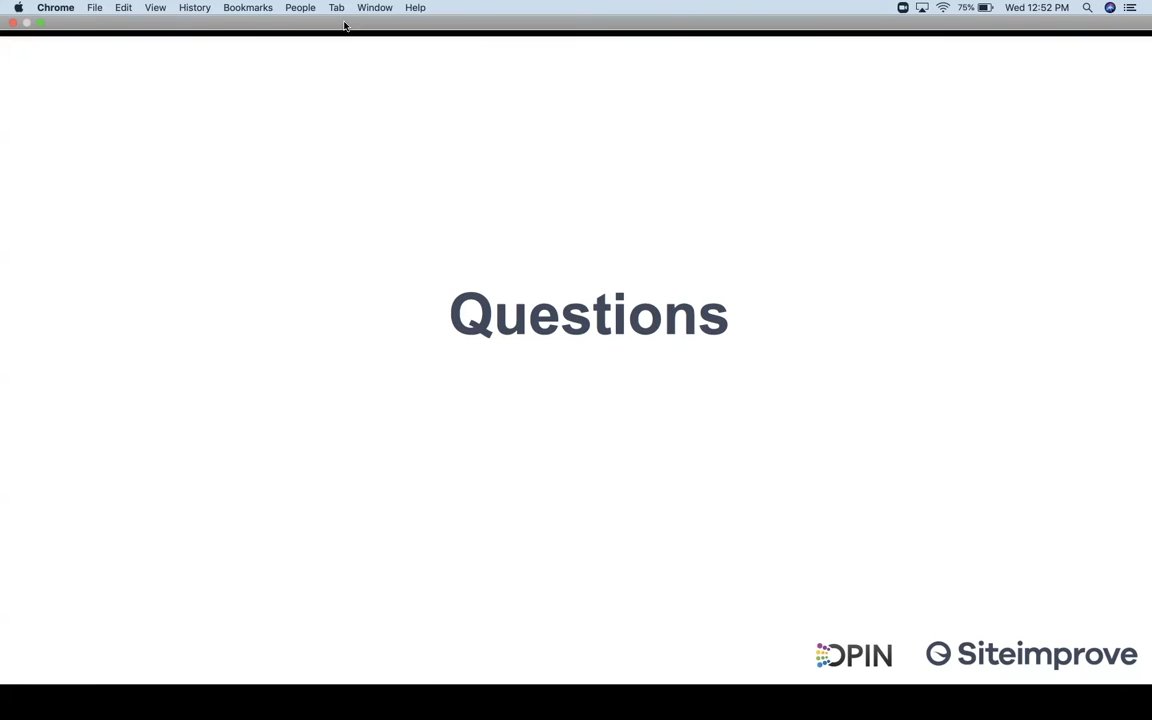 Chrome File Edit View History Bookmarks People Tab Window Help 75% Wed 12:52 PM
Questions
OPIN Siteimprove